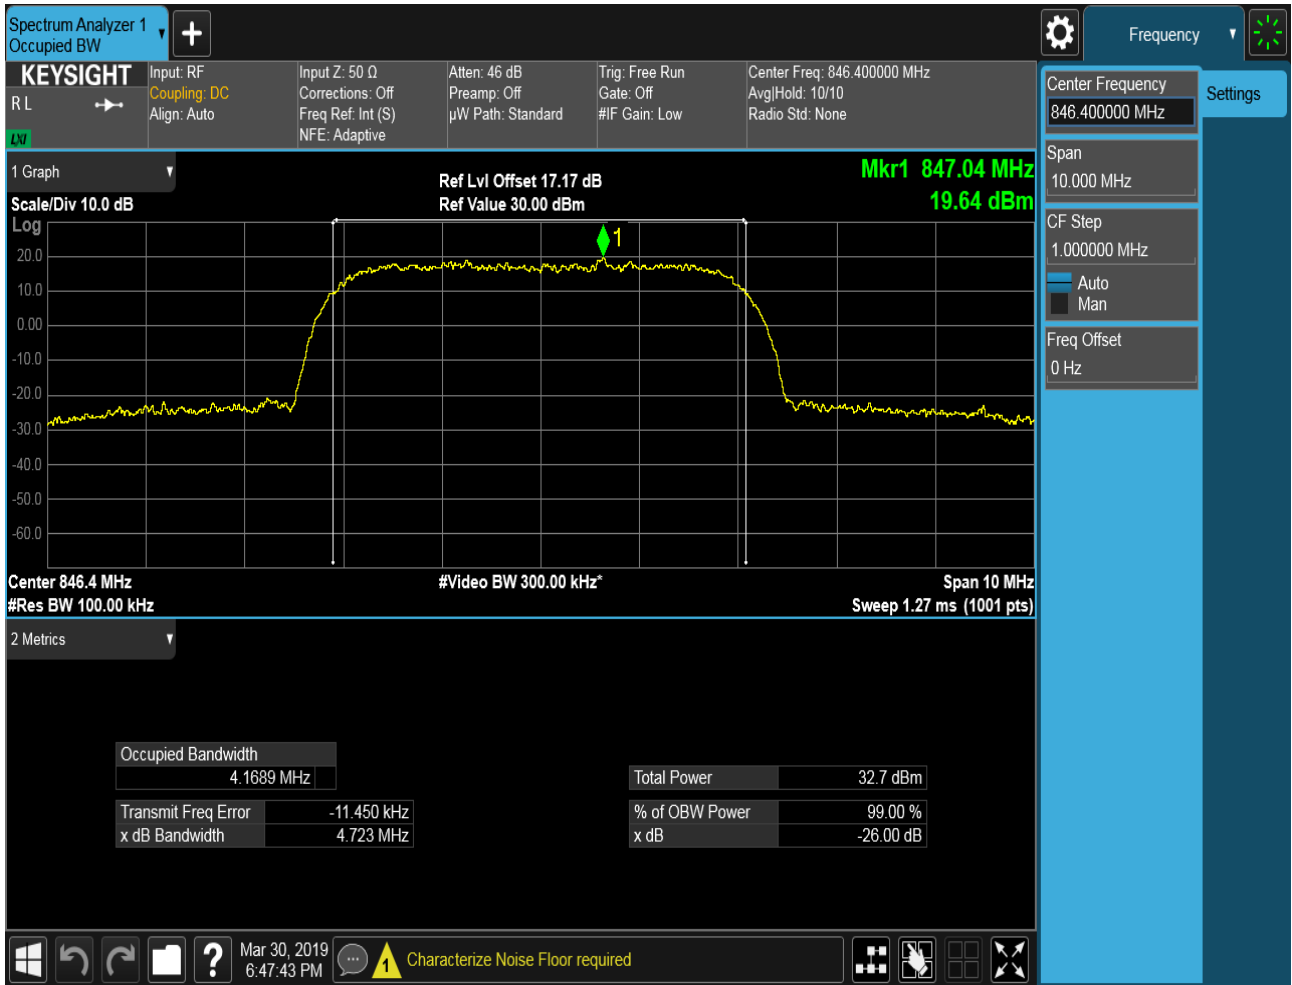 Spectrum Analyzer 1
Occupied BW
Frequency
KEYSIGHT
R L
LXI
Input: RF
Coupling: DC
Align: Auto
Input Z: 50 Ω
Corrections: Off
Freq Ref: Int (S)
NFE: Adaptive
Atten: 46 dB
Preamp: Off
µW Path: Standard
Trig: Free Run
Gate: Off
#IF Gain: Low
Center Freq: 846.400000 MHz
Avg|Hold: 10/10
Radio Std: None
Center Frequency
846.400000 MHz
Settings
Span
10.000 MHz
CF Step
1.000000 MHz
Auto
Man
Freq Offset
0 Hz
1 Graph
Scale/Div 10.0 dB
Ref Lvl Offset 17.17 dB
Ref Value 30.00 dBm
Mkr1 847.04 MHz
19.64 dBm
Log
1
20.0
10.0
0.00
-10.0
-20.0
-30.0
-40.0
-50.0
-60.0
Center 846.4 MHz
#Video BW 300.00 kHz*
Span 10 MHz
#Res BW 100.00 kHz
Sweep 1.27 ms (1001 pts)
2 Metrics
Occupied Bandwidth
4.1689 MHz
Total Power 32.7 dBm
Transmit Freq Error -11.450 kHz
% of OBW Power 99.00 %
x dB Bandwidth 4.723 MHz
x dB -26.00 dB
?
Mar 30, 2019
6:47:43 PM
1
Characterize Noise Floor required